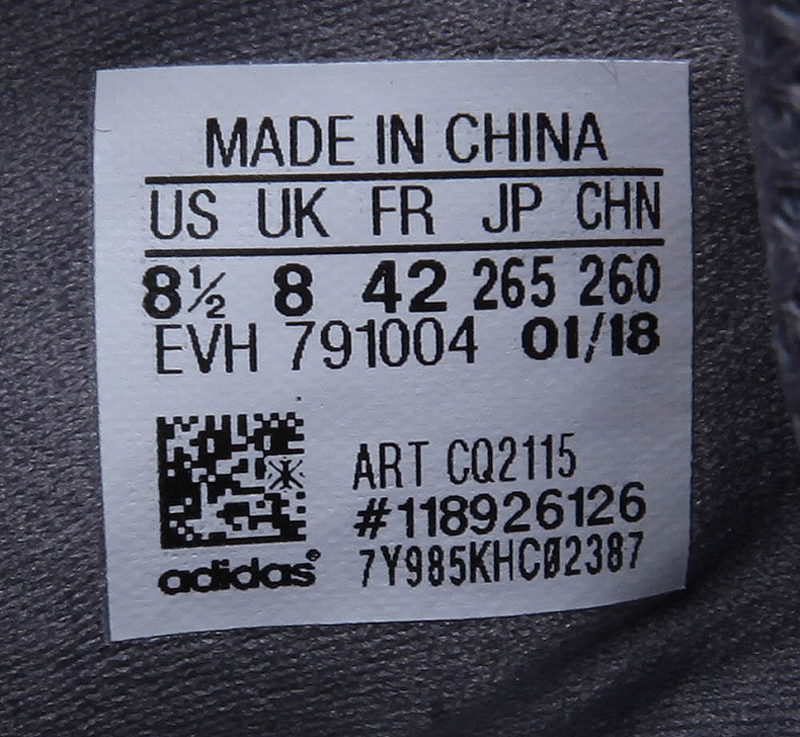 MADE IN CHINA
US UK FR JP CHN
8½ 8 42 265 260
EVH 791004 01/18
ART CQ2115
#118926126
7Y985KHC02387
adidas®